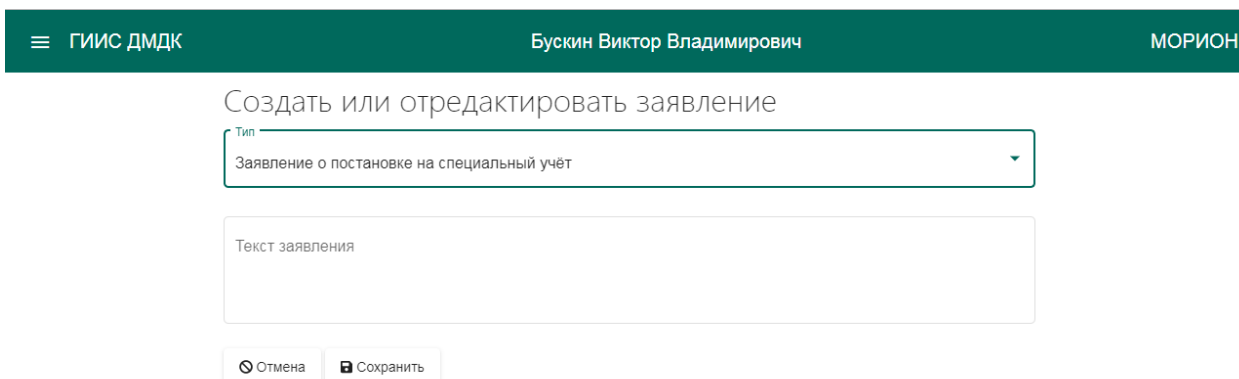 ГИИС ДМДК Бускин Виктор Владимирович МОРИОН
Создать или отредактировать заявление
Тип
Заявление о постановке на специальный учёт
Текст заявления
Отмена Сохранить